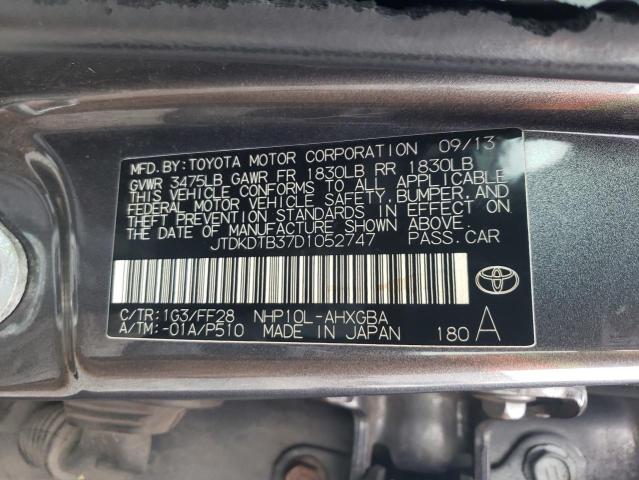 MFD. BY: TOYOTA MOTOR CORPORATION 09/13
GVWR 3475LB GAWR FR 1830LB RR 1830LB
THIS VEHICLE CONFORMS TO ALL APPLICABLE
FEDERAL MOTOR VEHICLE SAFETY, BUMPER, AND
THEFT PREVENTION STANDARDS IN EFFECT ON
THE DATE OF MANUFACTURE SHOWN ABOVE.
JTDKDTB37D1052747 PASS. CAR
C/TR: 1G3/FF28 NHP10L-AHXGBA
A/TM: -01A/P510 MADE IN JAPAN 180 A